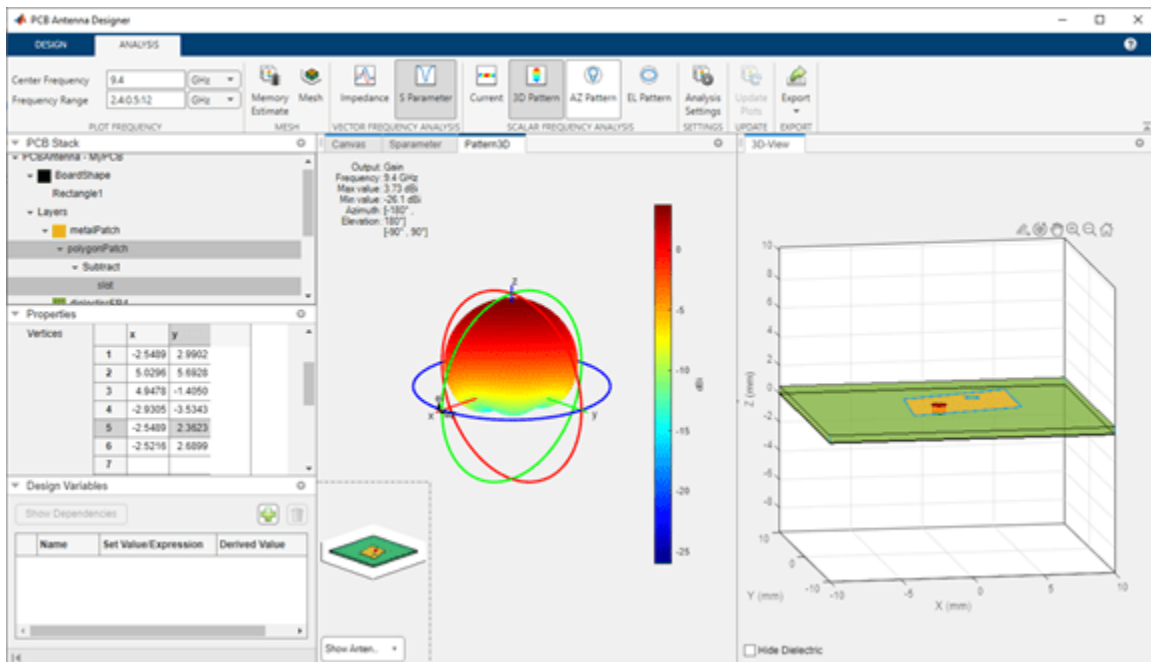 PCB Antenna Designer
DESIGN ANALYSIS
Center Frequency 9.4 GHz
Frequency Range 2.4:0.5:12 GHz
Memory Estimate
Mesh
Impedance
S Parameter
Current
3D Pattern
AZ Pattern
EL Pattern
Analysis Settings
Update Plots
Export
PLOT FREQUENCY MESH VECTOR FREQUENCY ANALYSIS SCALAR FREQUENCY ANALYSIS SETTINGS UPDATE EXPORT
PCB Stack
PCBAntenna - MyPCB
BoardShape
Rectangle1
Layers
metalPatch
polygonPatch
Subtract
slot
Properties
Vertices
x y
1 -2.5489 2.9902
2 5.0296 5.6928
3 4.9478 -1.4050
4 -2.9305 -3.5343
5 -2.5489 2.3623
6 -2.5216 2.6899
7
Design Variables
Show Dependencies
Name Set Value/Expression Derived Value
Canvas Sparameter Pattern3D
Output: Gain
Frequency: 9.4 GHz
Max value: 3.73 dBi
Min value: -26.1 dBi
Azimuth: [-180° ,
Elevation: 180°]
[-90° , 90°]
z
x
y
0
-5
-10
-15
-20
-25
dBi
Show Anten..
3D-View
10
8
6
4
2
0
-2
-4
-6
-8
10
Z (mm)
10
0
-10
Y (mm)
-10
-5
0
5
10
X (mm)
Hide Dielectric